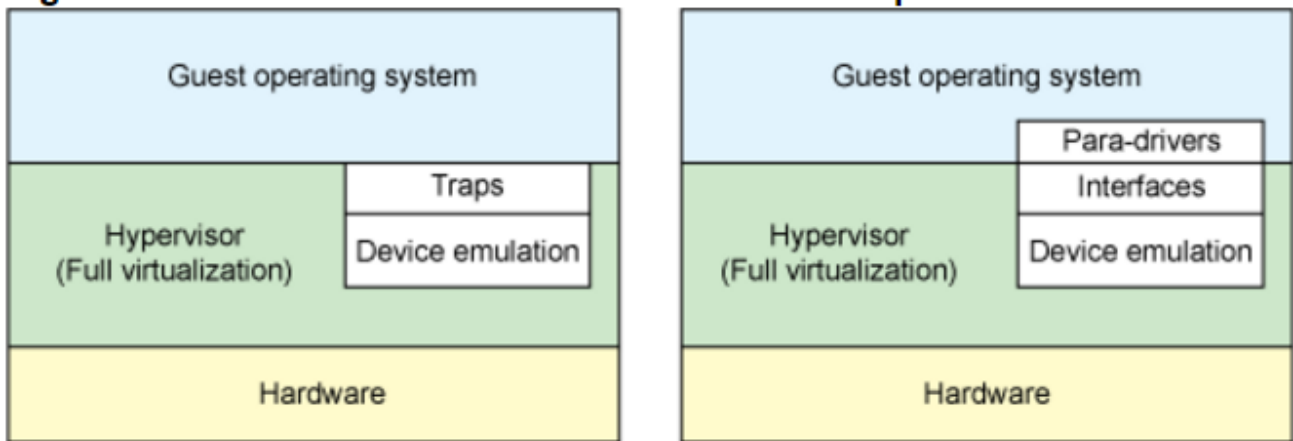 Guest operating system
Traps
Hypervisor
(Full virtualization)
Device emulation
Hardware
Guest operating system
Para-drivers
Interfaces
Hypervisor
(Full virtualization)
Device emulation
Hardware